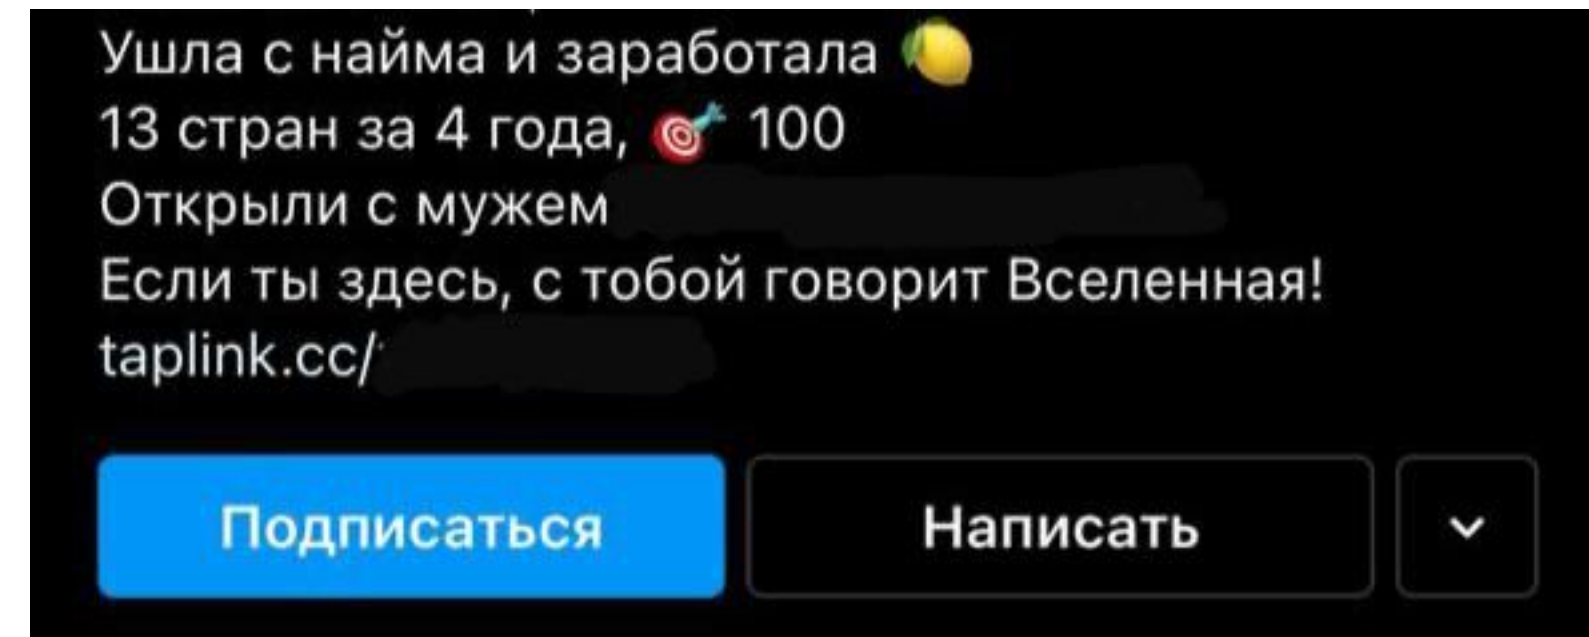 Ушла с найма и заработала 🍋
13 стран за 4 года, 🎯 100
Открыли с мужем
Если ты здесь, с тобой говорит Вселенная!
taplink.cc/
Подписаться
Написать